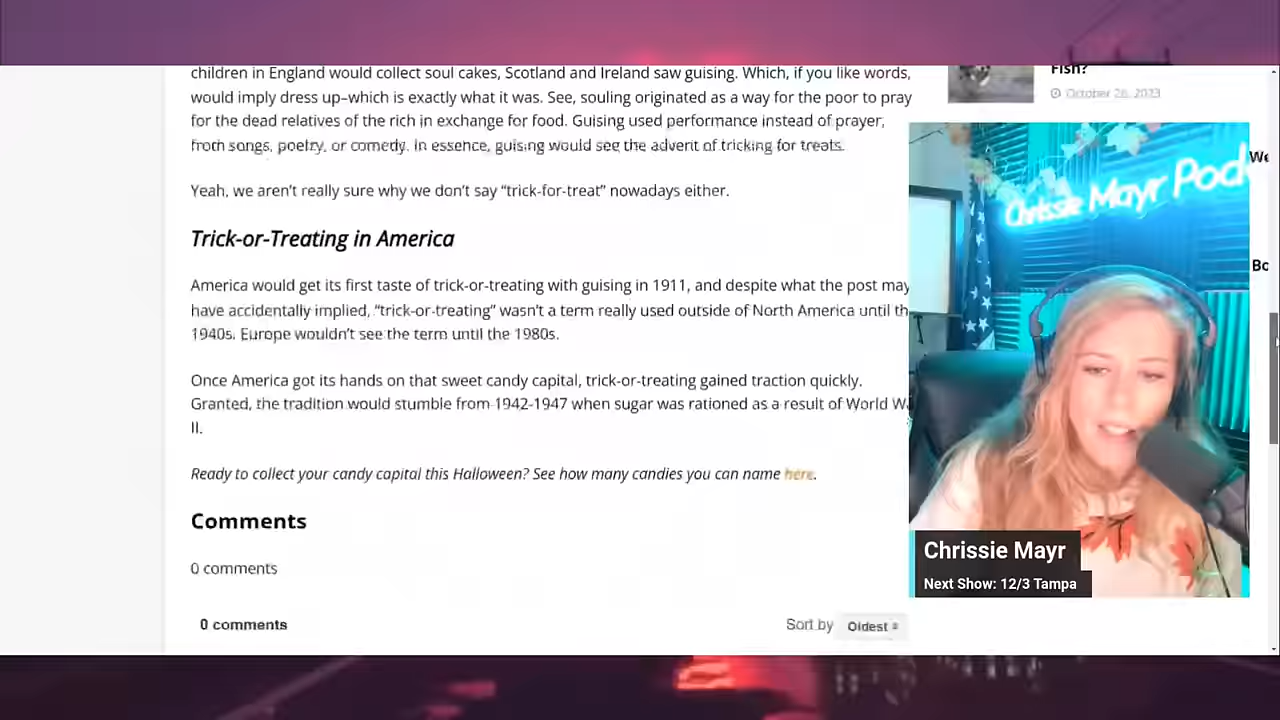 children in England would collect soul cakes, Scotland and Ireland saw guising. Which, if you like words,
would imply dress up–which is exactly what it was. See, souling originated as a way for the poor to pray
for the dead relatives of the rich in exchange for food. Guising used performance instead of prayer,
from songs, poetry, or comedy. In essence, guising would see the advent of tricking for treats.
Yeah, we aren't really sure why we don't say “trick-for-treat” nowadays either.
Trick-or-Treating in America
America would get its first taste of trick-or-treating with guising in 1911, and despite what the post may
have accidentally implied, “trick-or-treating” wasn't a term really used outside of North America until th
1940s. Europe wouldn't see the term until the 1980s.
Once America got its hands on that sweet candy capital, trick-or-treating gained traction quickly.
Granted, the tradition would stumble from 1942-1947 when sugar was rationed as a result of World Wa
II.
Ready to collect your candy capital this Halloween? See how many candies you can name here.
Comments
0 comments
0 comments
Sort by Oldest
Fish?
October 26, 2023
We
Bo
Chrissie Mayr Pod
Chrissie Mayr
Next Show: 12/3 Tampa